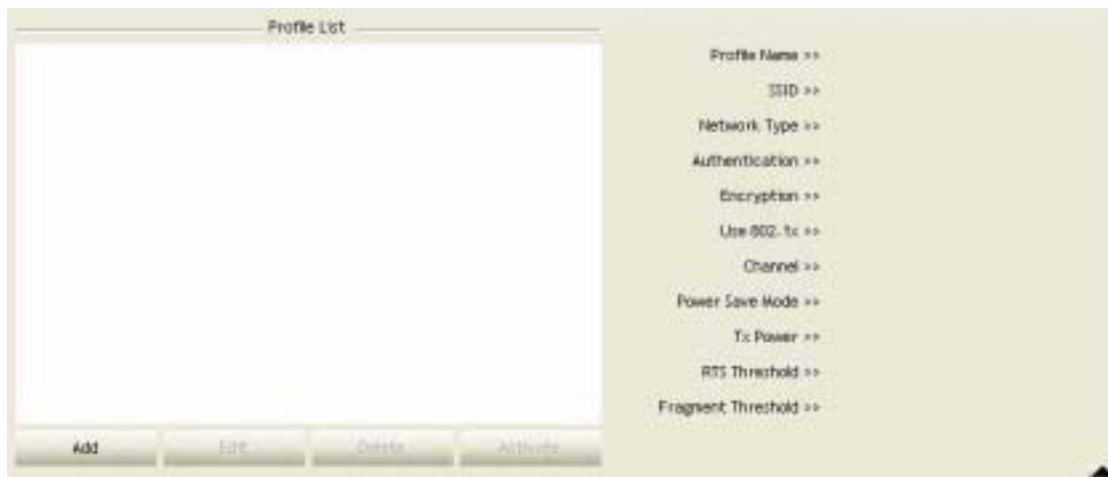 Profile List
Profile Name >>
SSID >>
Network Type >>
Authentication >>
Encryption >>
Use 802.1x >>
Channel >>
Power Save Mode >>
Tx Power >>
RTS Threshold >>
Fragment Threshold >>
Add Edit Delete Activate